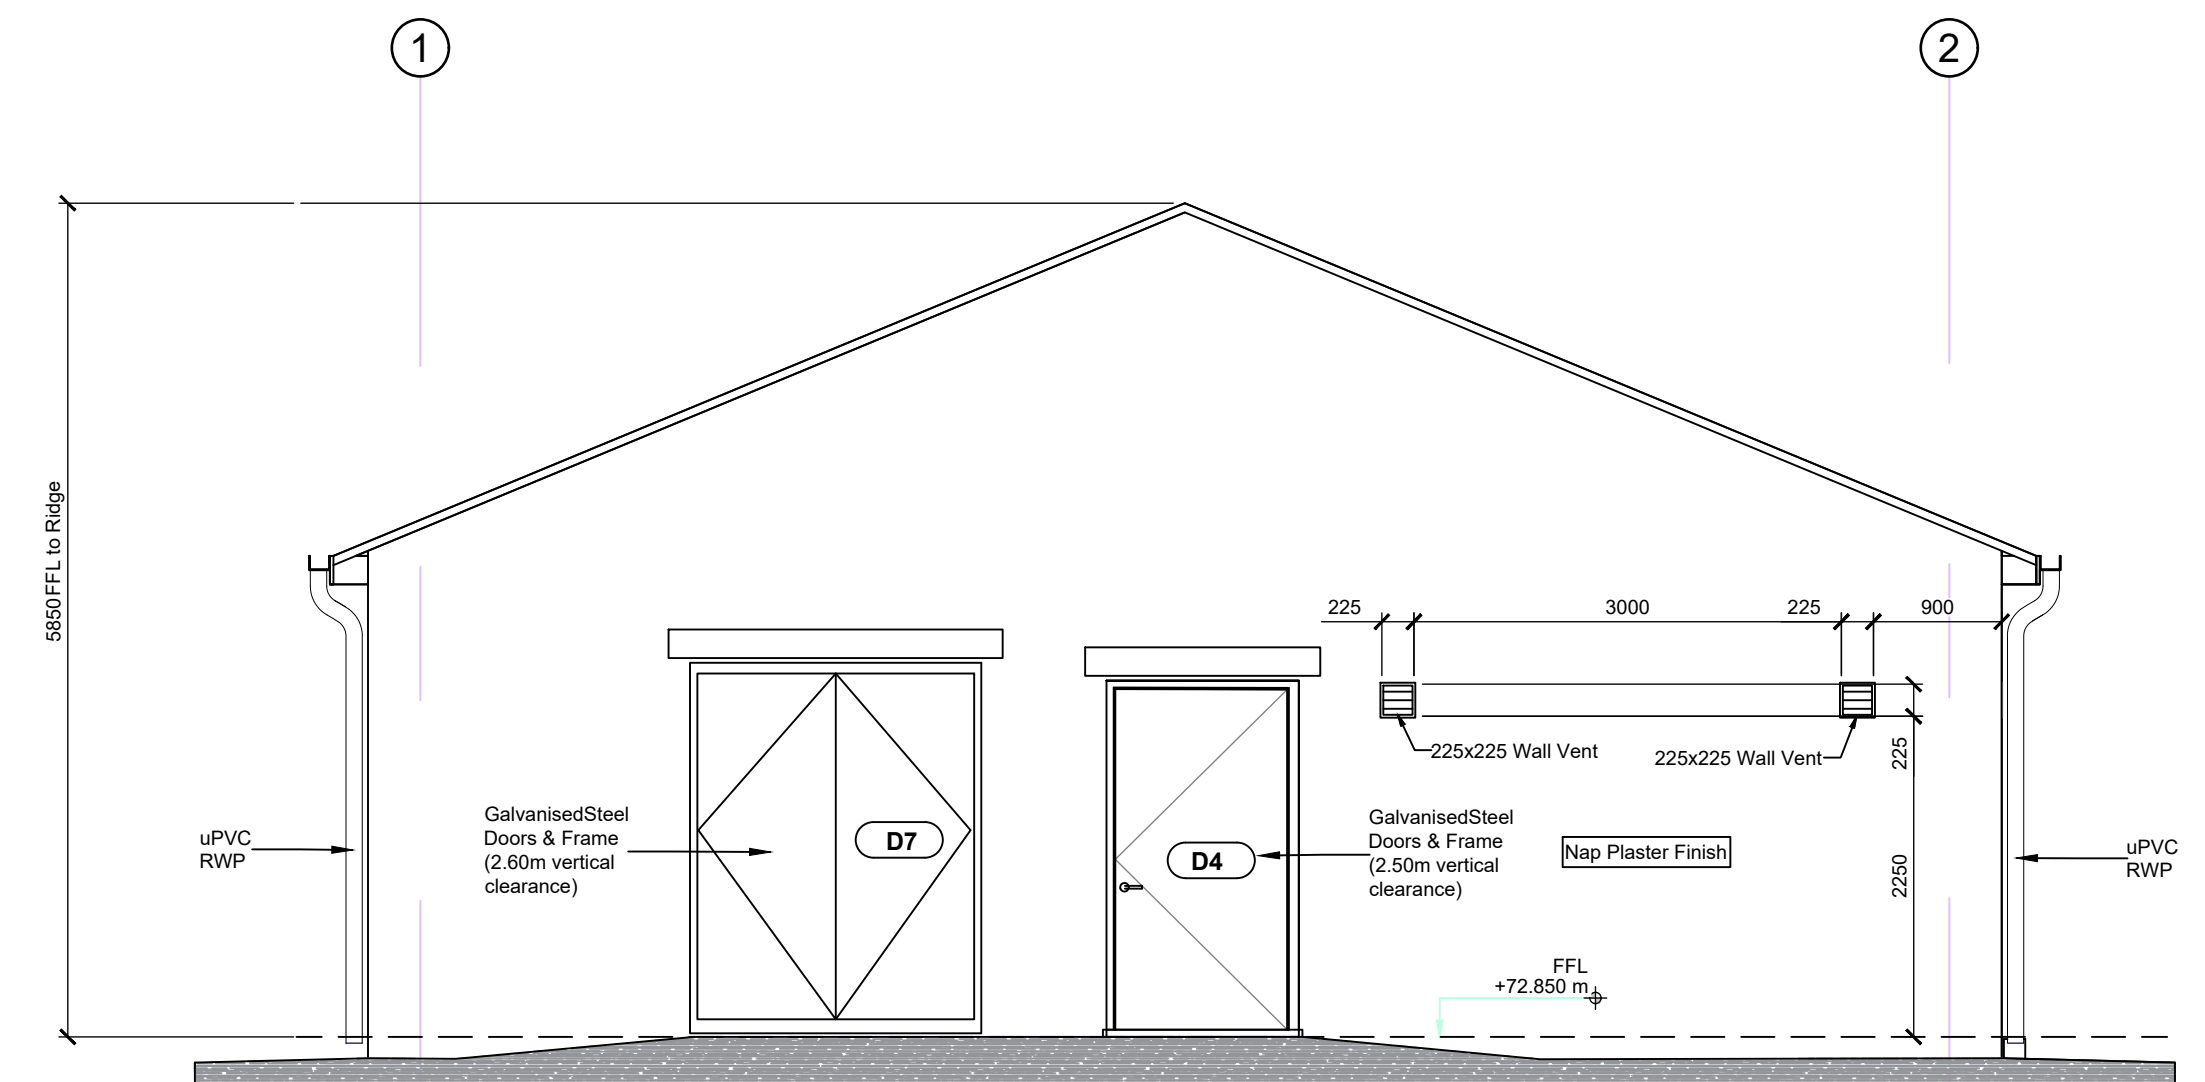 1
2
5850 FFL to Ridge
225
3000
225
900
225x225 Wall Vent
225x225 Wall Vent
225
2250
uPVC
RWP
GalvanisedSteel
Doors & Frame
(2.60m vertical
clearance)
D7
D4
GalvanisedSteel
Doors & Frame
(2.50m vertical
clearance)
Nap Plaster Finish
uPVC
RWP
FFL
+72.850 m